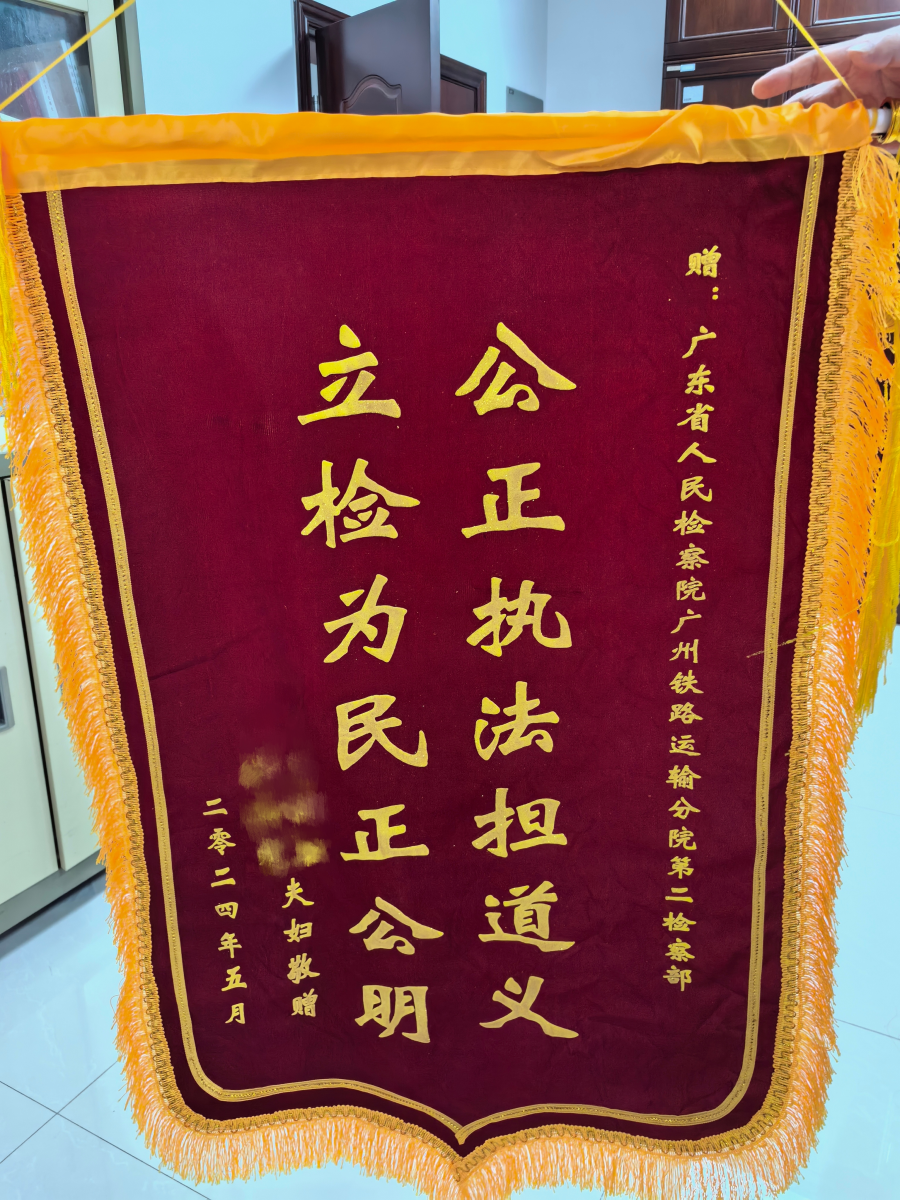 赠：广东省人民检察院广州铁路运输分院第二检察部
公正执法担道义
立检为民正公明
夫妇敬赠
二零二四年五月